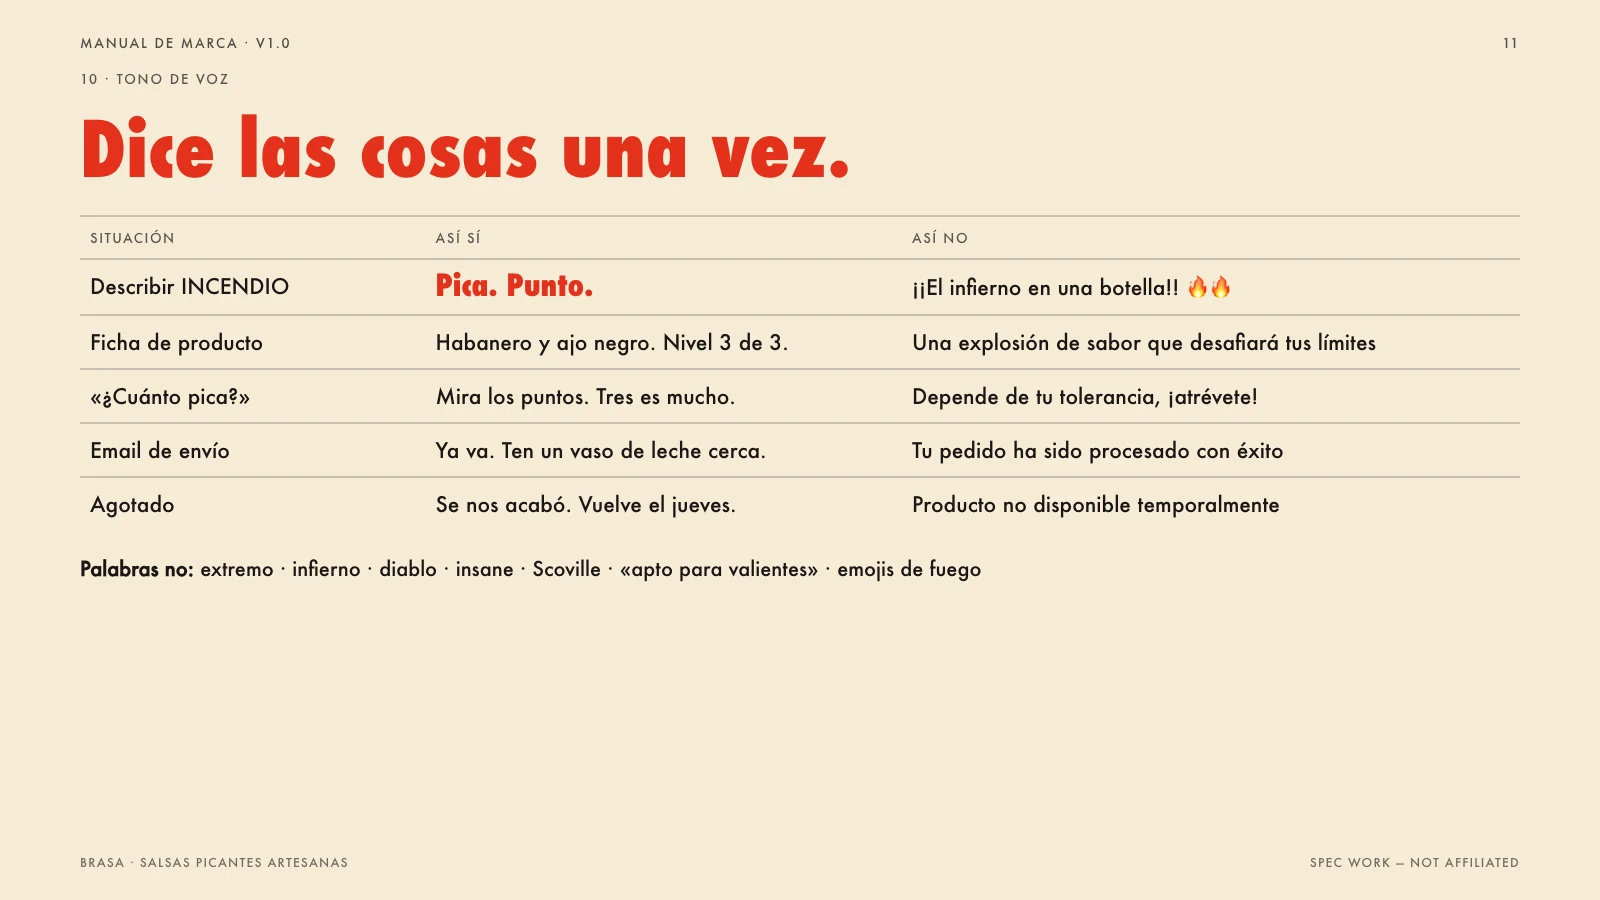 MANUAL DE MARCA · V1.0
11
10 · TONO DE VOZ
Dice las cosas una vez.
SITUACIÓN ASÍ SÍ ASÍ NO
Describir INCENDIO Pica. Punto. ¡¡El infierno en una botella!! 🔥🔥
Ficha de producto Habanero y ajo negro. Nivel 3 de 3. Una explosión de sabor que desafiará tus límites
«¿Cuánto pica?» Mira los puntos. Tres es mucho. Depende de tu tolerancia, ¡atrévete!
Email de envío Ya va. Ten un vaso de leche cerca. Tu pedido ha sido procesado con éxito
Agotado Se nos acabó. Vuelve el jueves. Producto no disponible temporalmente
Palabras no: extremo · infierno · diablo · insane · Scoville · «apto para valientes» · emojis de fuego
BRASA · SALSAS PICANTES ARTESANAS
SPEC WORK — NOT AFFILIATED